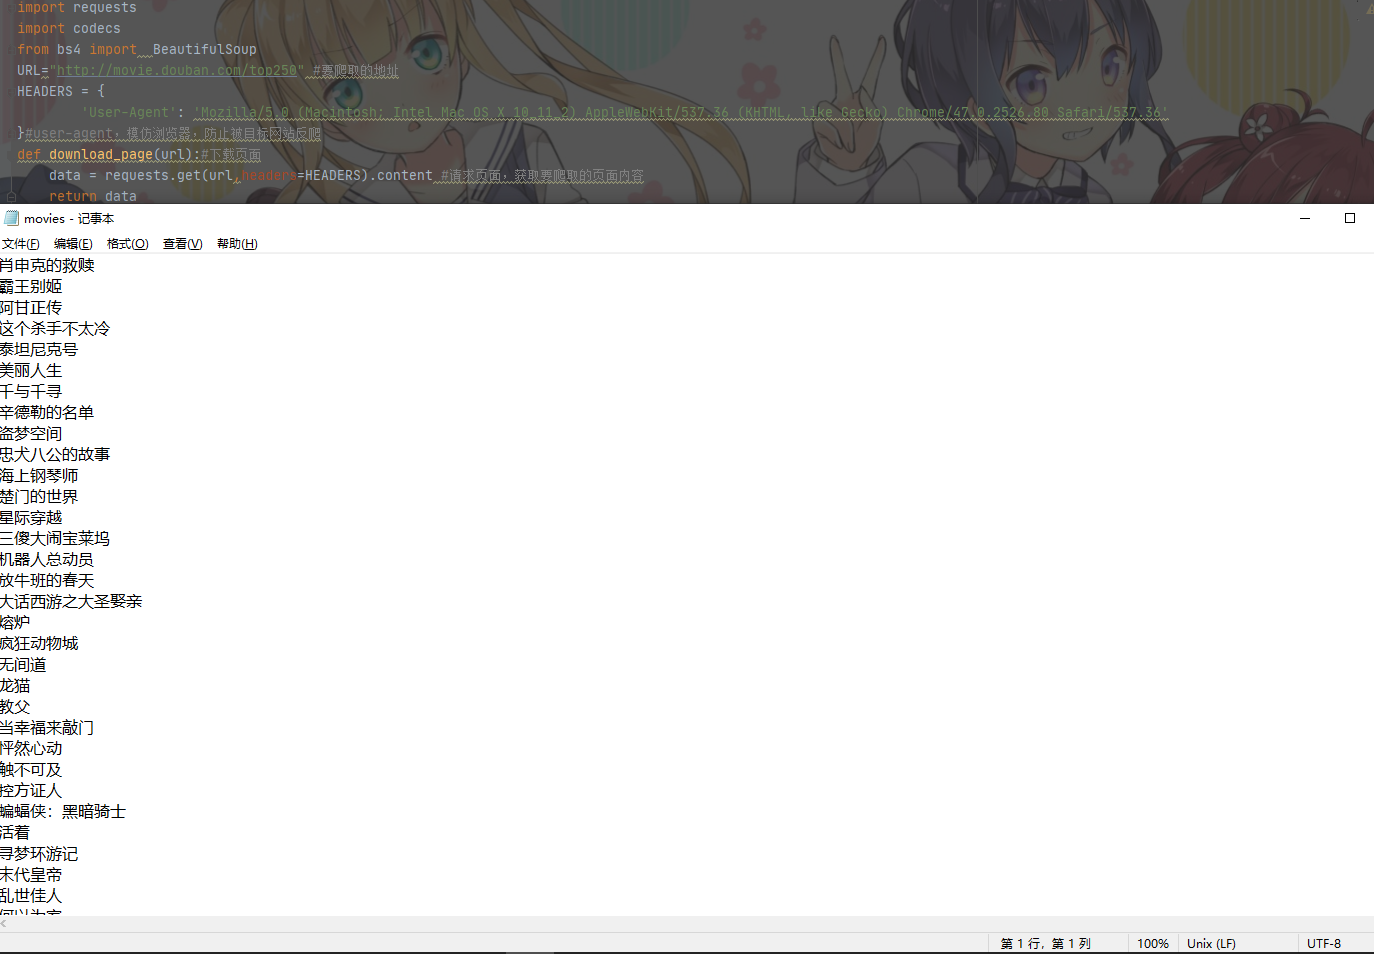 import requests
import codecs
from bs4 import  BeautifulSoup
URL="http://movie.douban.com/top250" #要爬取的地址
HEADERS = {
'User-Agent': 'Mozilla/5.0 (Macintosh; Intel Mac OS X 10_11_2) AppleWebKit/537.36 (KHTML, like Gecko) Chrome/47.0.2526.80 Safari/537.36'
}#user-agent，模仿浏览器，防止被目标网站反爬
def download_page(url):#下载页面
data = requests.get(url,headers=HEADERS).content #请求页面，获取要爬取的页面内容
return data
movies - 记事本
文件(F) 编辑(E) 格式(O) 查看(V) 帮助(H)
肖申克的救赎
霸王别姬
阿甘正传
这个杀手不太冷
泰坦尼克号
美丽人生
千与千寻
辛德勒的名单
盗梦空间
忠犬八公的故事
海上钢琴师
楚门的世界
星际穿越
三傻大闹宝莱坞
机器人总动员
放牛班的春天
大话西游之大圣娶亲
熔炉
疯狂动物城
无间道
龙猫
教父
当幸福来敲门
怦然心动
触不可及
控方证人
蝙蝠侠：黑暗骑士
活着
寻梦环游记
末代皇帝
乱世佳人
何以为家
第 1 行，第 1 列 100% Unix (LF) UTF-8